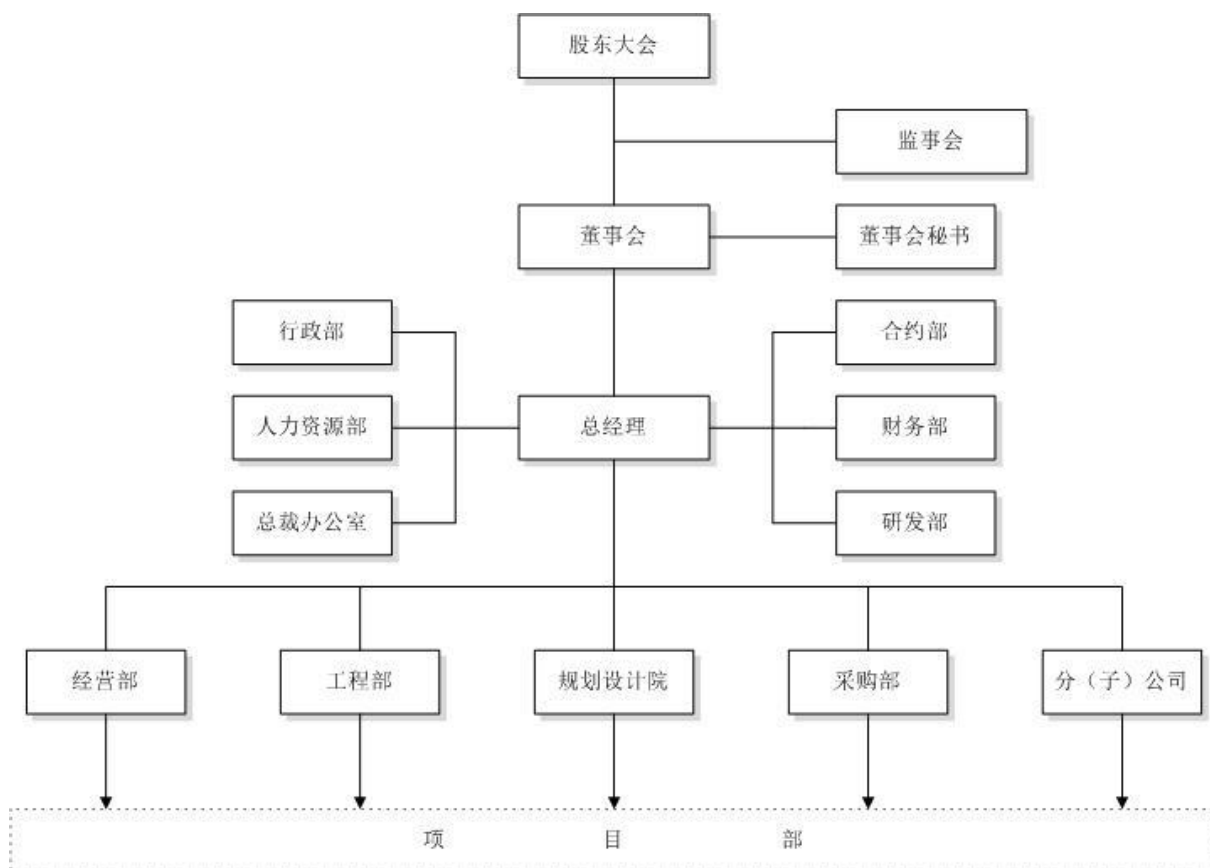 股东大会
监事会
董事会
董事会秘书
行政部
合约部
人力资源部
总经理
财务部
总裁办公室
研发部
经营部
工程部
规划设计院
采购部
分（子）公司
项 目 部